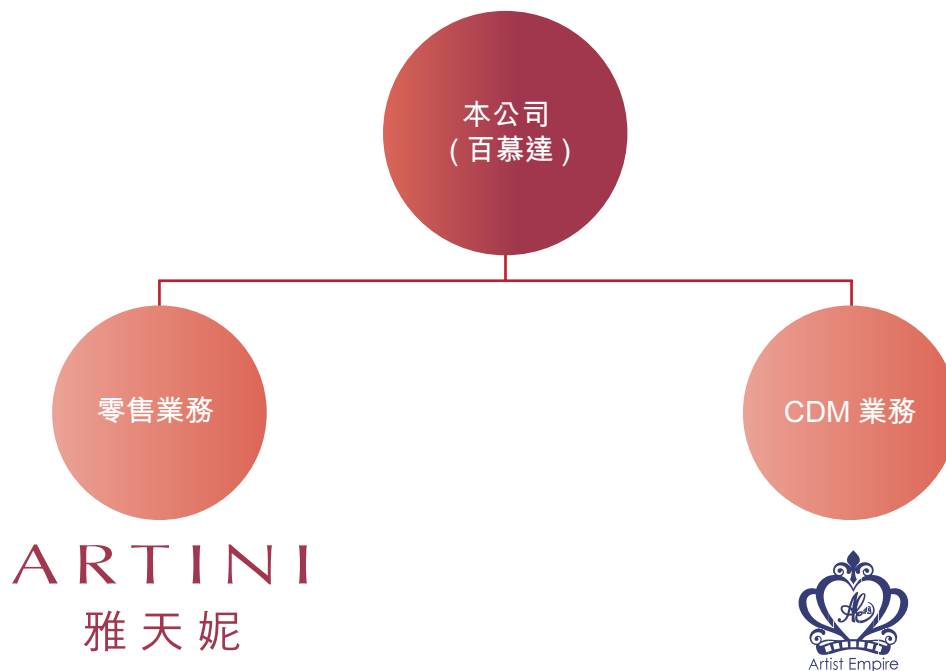 本公司
（百慕達）
零售業務
CDM 業務
ARTINI
雅天妮
Artist Empire